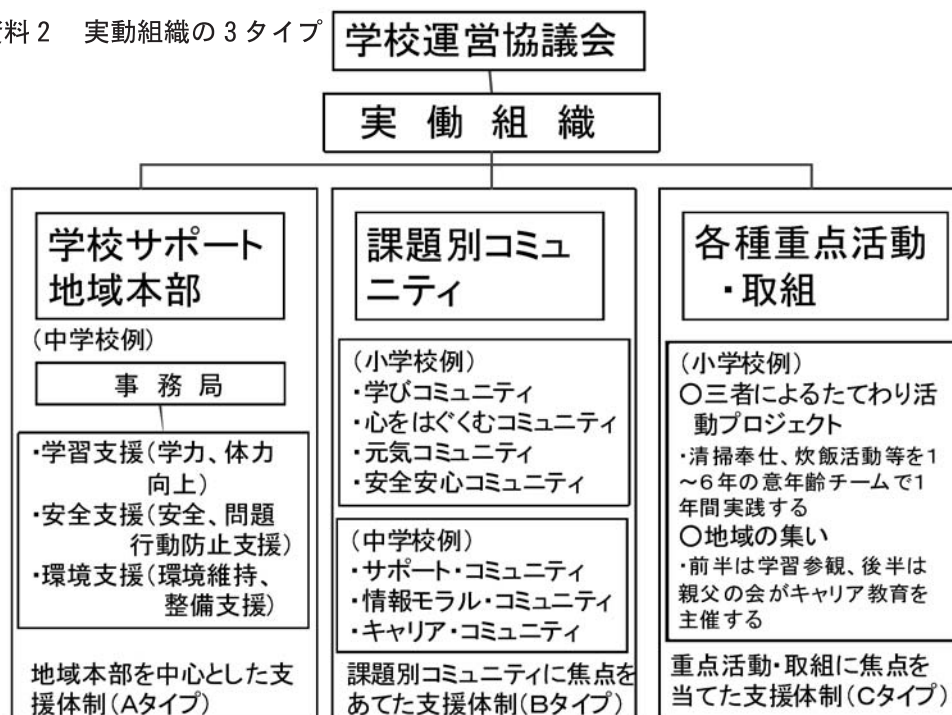 料2 実動組織の3タイプ
学校運営協議会
実働組織
学校サポート
地域本部
(中学校例)
事務局
・学習支援(学力、体力
向上)
・安全支援(安全、問題
行動防止支援)
・環境支援(環境維持、
整備支援)
地域本部を中心とした支
援体制(Aタイプ)
課題別コミュ
ニティ
(小学校例)
・学びコミュニティ
・心をはぐくむコミュニティ
・元気コミュニティ
・安全安心コミュニティ
(中学校例)
・サポート・コミュニティ
・情報モラル・コミュニティ
・キャリア・コミュニティ
課題別コミュニティに焦点を
あてた支援体制(Bタイプ)
各種重点活動
・取組
(小学校例)
○三者によるたてわり活
動プロジェクト
・清掃奉仕、炊飯活動等を1
~6年の意年齢チームで1
年間実践する
○地域の集い
・前半は学習参観、後半は
親父の会がキャリア教育を
主催する
重点活動・取組に焦点を
当てた支援体制(Cタイプ)